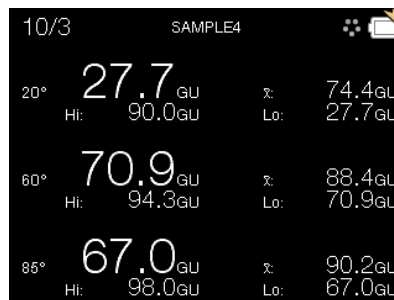 10/3 SAMPLE4
20° 27.7GU x̄: 74.4GU
Hi: 90.0GU Lo: 27.7GU
60° 70.9GU x̄: 88.4GU
Hi: 94.3GU Lo: 70.9GU
85° 67.0GU x̄: 90.2GU
Hi: 98.0GU Lo: 67.0GU